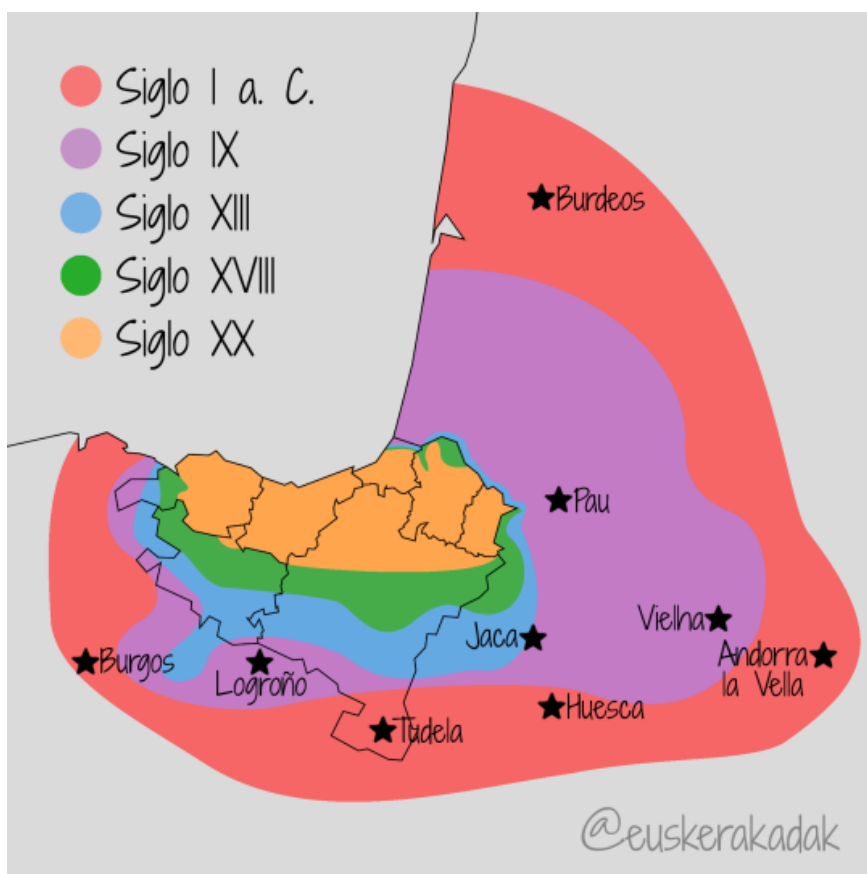 Siglo I a. C.
Siglo IX
Siglo XIII
Siglo XVIII
Siglo XX
Burdeos
Pau
Vielha
Jaca
Andorra
la Vella
Burgos
Logroño
Huesca
Tudela
@euskerakadak